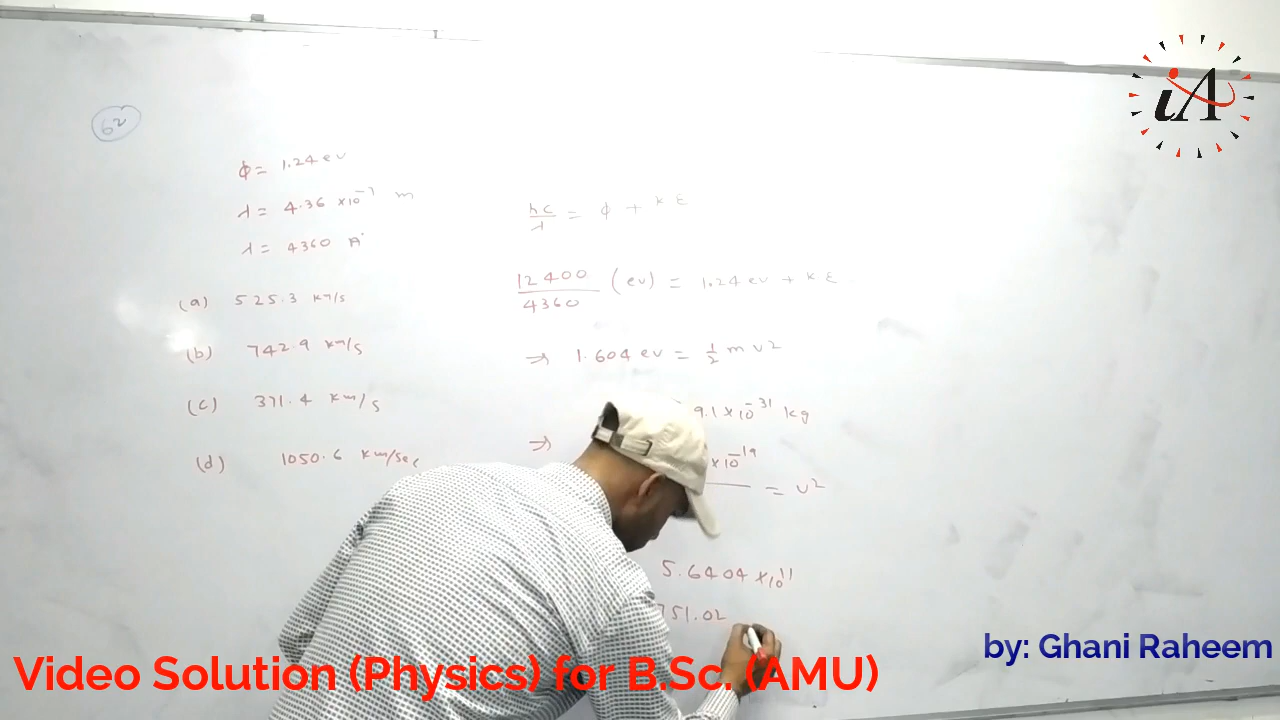 62
φ = 1.24 ev
λ = 4.36 ×10⁻⁷ m
λ = 4360 A°
(a) 525.3 km/s
(b) 742.9 km/s
(c) 371.4 km/s
(d) 1050.6 km/sec
hc/λ = φ + KE
12400/4360 (ev) = 1.24 ev + KE
⇒ 1.604 ev = 1/2 m v²
9.1 × 10⁻³¹ kg
⇒ ×10⁻¹⁹ = v²
5.6404 × 10¹¹
751.02
iA
by: Ghani Raheem
Video Solution (Physics) for B.Sc. (AMU)